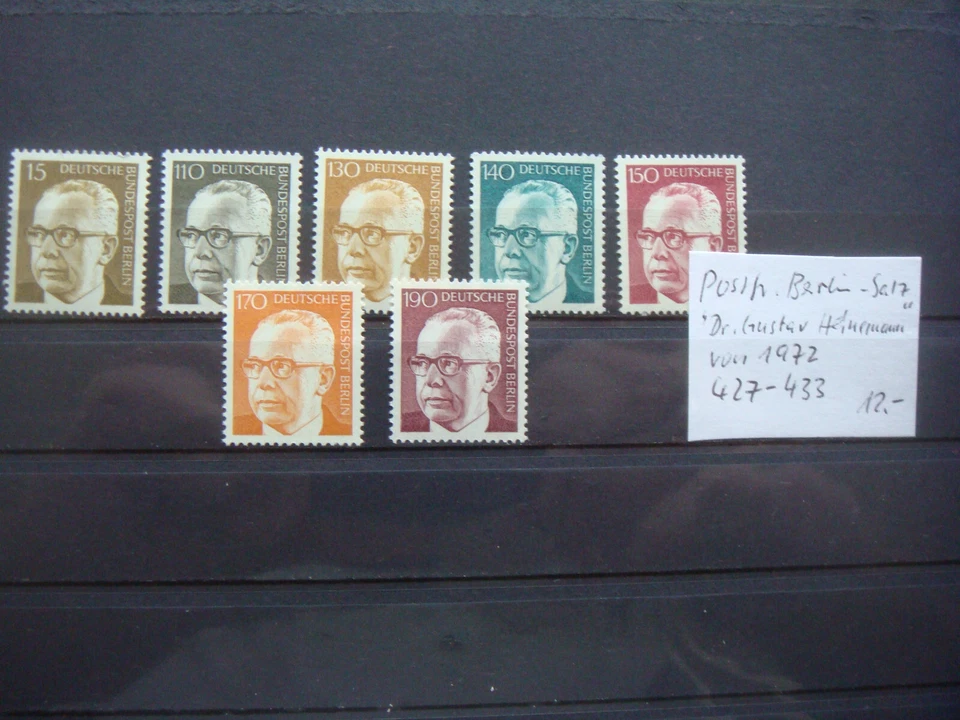 15 DEUTSCHE
BUNDESPOST BERLIN
110 DEUTSCHE
BUNDESPOST BERLIN
130 DEUTSCHE
BUNDESPOST BERLIN
140 DEUTSCHE
BUNDESPOST BERLIN
150 DEUTSCHE
BUNDESPOST BERLIN
170 DEUTSCHE
BUNDESPOST BERLIN
190 DEUTSCHE
BUNDESPOST BERLIN
Postfr. Berlin-Satz
"Dr. Gustav Heinemann"
von 1972
427-433
12.-